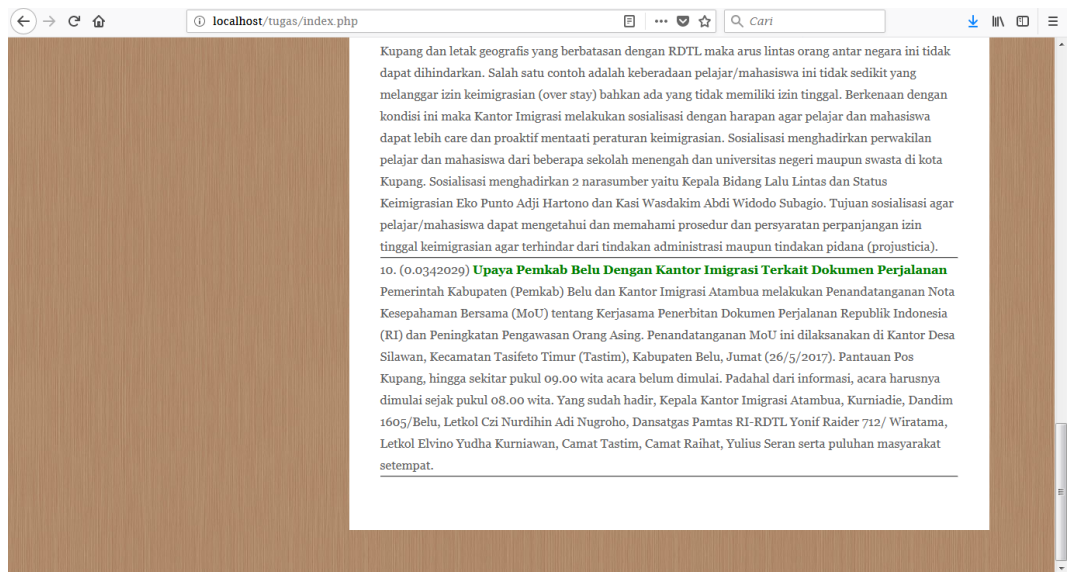 localhost/tugas/index.php
Cari
Kupang dan letak geografis yang berbatasan dengan RDTL maka arus lintas orang antar negara ini tidak
dapat dihindarkan. Salah satu contoh adalah keberadaan pelajar/mahasiswa ini tidak sedikit yang
melanggar izin keimigrasian (over stay) bahkan ada yang tidak memiliki izin tinggal. Berkenaan dengan
kondisi ini maka Kantor Imigrasi melakukan sosialisasi dengan harapan agar pelajar dan mahasiswa
dapat lebih care dan proaktif mentaati peraturan keimigrasian. Sosialisasi menghadirkan perwakilan
pelajar dan mahasiswa dari beberapa sekolah menengah dan universitas negeri maupun swasta di kota
Kupang. Sosialisasi menghadirkan 2 narasumber yaitu Kepala Bidang Lalu Lintas dan Status
Keimigrasian Eko Punto Adji Hartono dan Kasi Wasdakim Abdi Widodo Subagio. Tujuan sosialisasi agar
pelajar/mahasiswa dapat mengetahui dan memahami prosedur dan persyaratan perpanjangan izin
tinggal keimigrasian agar terhindar dari tindakan administrasi maupun tindakan pidana (projusticia).
10. (0.0342029) Upaya Pemkab Belu Dengan Kantor Imigrasi Terkait Dokumen Perjalanan
Pemerintah Kabupaten (Pemkab) Belu dan Kantor Imigrasi Atambua melakukan Penandatanganan Nota
Kesepahaman Bersama (MoU) tentang Kerjasama Penerbitan Dokumen Perjalanan Republik Indonesia
(RI) dan Peningkatan Pengawasan Orang Asing. Penandatanganan MoU ini dilaksanakan di Kantor Desa
Silawan, Kecamatan Tasifeto Timur (Tastim), Kabupaten Belu, Jumat (26/5/2017). Pantauan Pos
Kupang, hingga sekitar pukul 09.00 wita acara belum dimulai. Padahal dari informasi, acara harusnya
dimulai sejak pukul 08.00 wita. Yang sudah hadir, Kepala Kantor Imigrasi Atambua, Kurniadie, Dandim
1605/Belu, Letkol Czi Nurdihin Adi Nugroho, Dansatgas Pamtas RI-RDTL Yonif Raider 712/ Wiratama,
Letkol Elvino Yudha Kurniawan, Camat Tastim, Camat Raihat, Yulius Seran serta puluhan masyarakat
setempat.